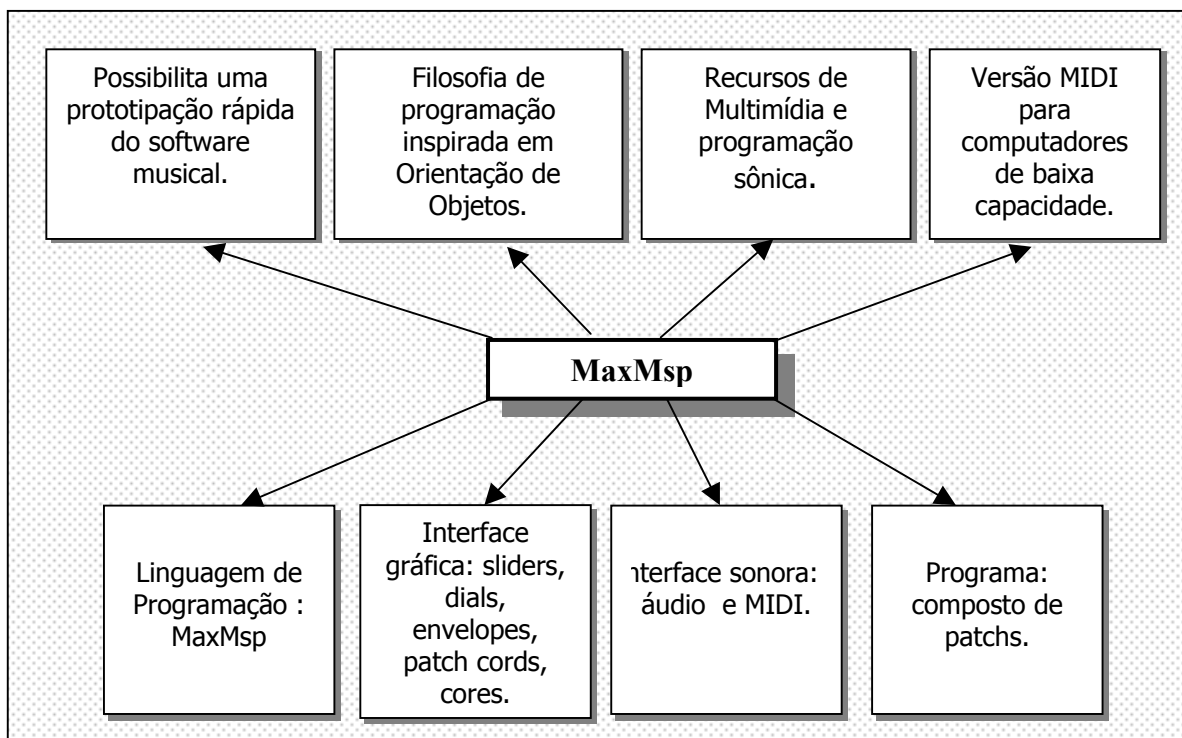 Possibilita uma
prototipação rápida
do software
musical.
Filosofia de
programação
inspirada em
Orientação de
Objetos.
Recursos de
Multimídia e
programação
sônica.
Versão MIDI
para
computadores
de baixa
capacidade.
MaxMsp
Linguagem de
Programação :
MaxMsp
Interface
gráfica: sliders,
dials,
envelopes,
patch cords,
cores.
nterface sonora:
áudio e MIDI.
Programa:
composto de
patchs.